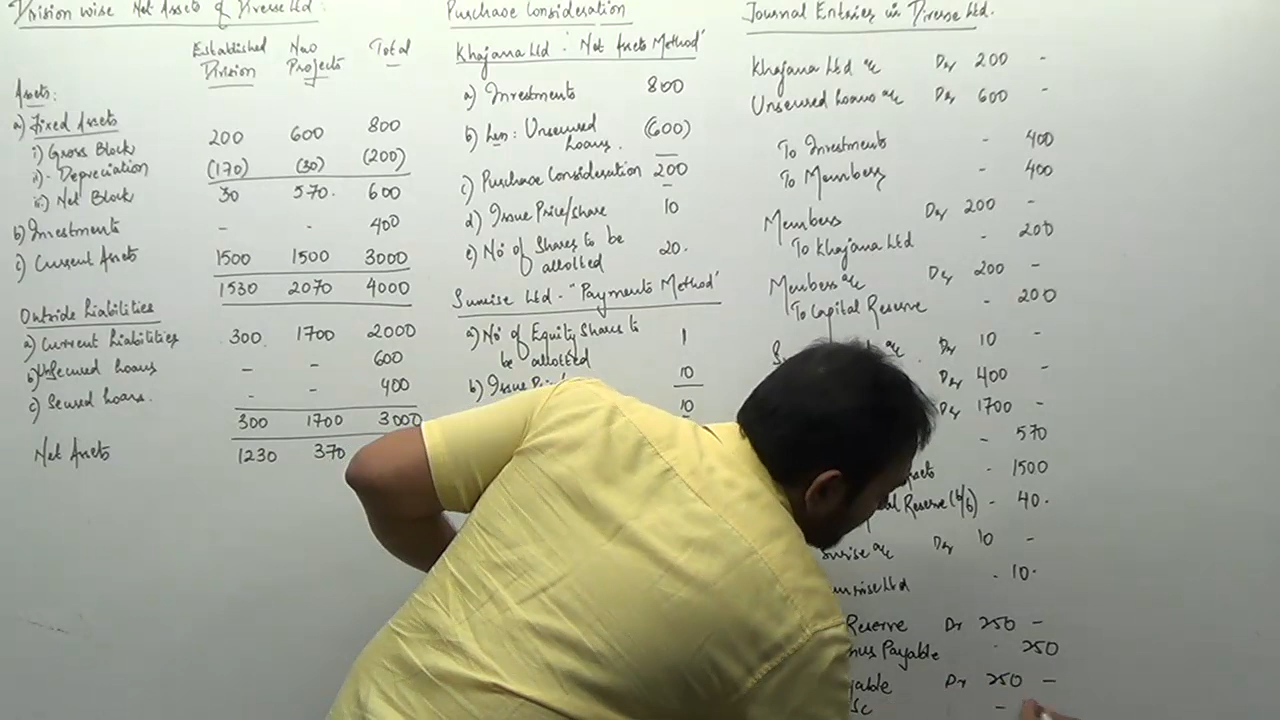 Division wise Net Assets of Diverse Ltd:
Established Division New Projects Total
Assets:
a) Fixed Assets
i) Gross Block 200 600 800
ii) - Depreciation (170) (30) (200)
iii) Net Block 30 570. 600
b) Investments - - 400
c) Current Assets 1500 1500 3000
1530 2070 4000
Outside Liabilities
a) Current Liabilities 300 1700 2000
b) UnSecured Loans - - 600
c) Secured Loans. - - 400
300 1700 3000
Net Assets 1230 370
Purchase Consideration
Khajana Ltd - 'Net Assets Method'
a) Investments 800
b) Less: Unsecured Loans. (600)
c) Purchase Consideration 200
d) Issue Price/share 10
e) No' of Shares to be allotted 20.
Sunrise Ltd - "Payments Method"
a) No' of Equity Shares to be allotted 1
b) Issue 10
10
Journal Entries in Diverse Ltd.
Khajana Ltd a/c Dr 200 -
Unsecured Loans a/c Dr 600 -
To Investments - 400
To Members - 400
Members Dr 200 -
To Khajana Ltd - 200
Members a/c Dr 200 -
To Capital Reserve - 200
a/c Dr 10 -
Dr 400 -
Dr 1700 -
- 570
- 1500
Reserve (b/f) - 40.
a/c Dr 10 -
Ltd - 10.
Reserve Dr 250 -
Payable - 250
Dr 250 -
-